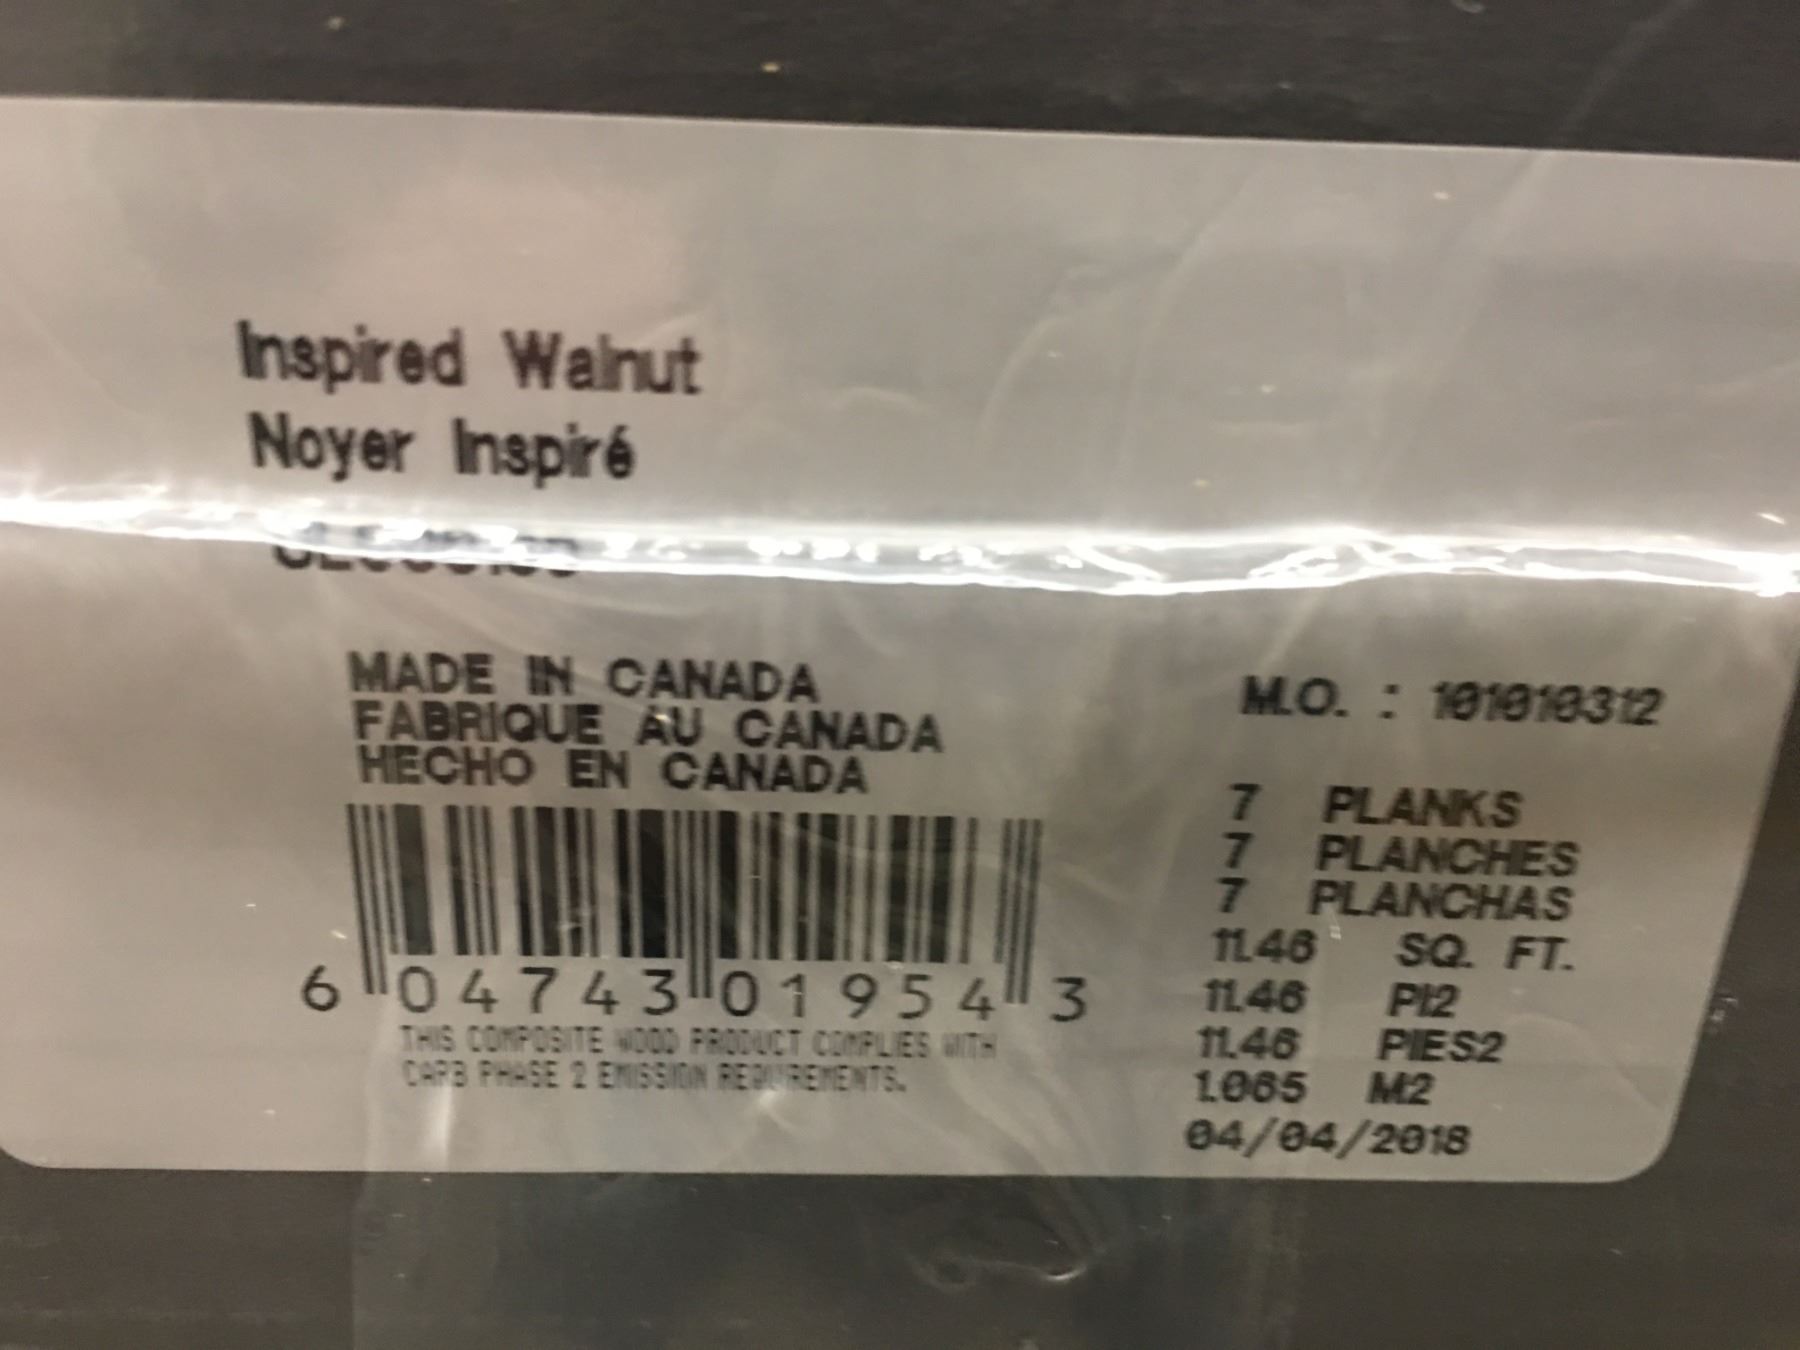 Inspired Walnut
Noyer Inspiré
MADE IN CANADA
FABRIQUE AU CANADA
HECHO EN CANADA
6 04743 01954 3
THIS COMPOSITE WOOD PRODUCT COMPLIES WITH
CARB PHASE 2 EMISSION REQUIREMENTS.
M.O. : 101010312
7 PLANKS
7 PLANCHES
7 PLANCHAS
11.46 SQ. FT.
11.46 PI2
11.46 PIES2
1.065 M2
04/04/2018